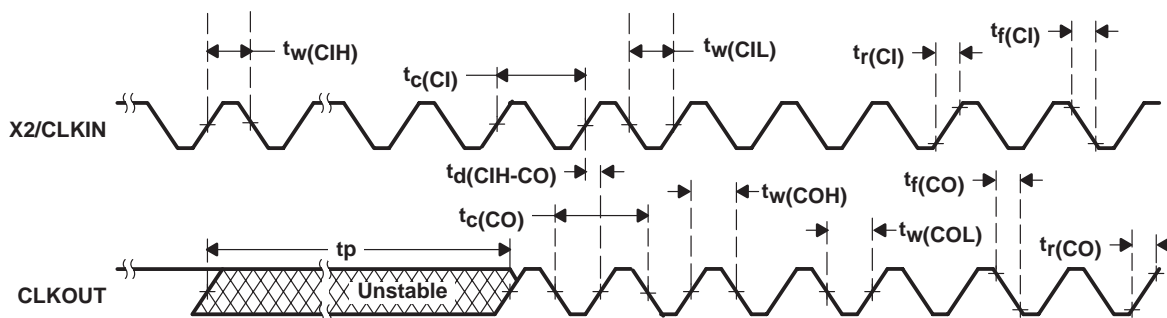 tw(CIH)
tc(CI)
tw(CIL)
tr(CI)
tf(CI)
X2/CLKIN
td(CIH-CO)
tc(CO)
tw(COH)
tf(CO)
tp
tw(COL)
tr(CO)
CLKOUT
Unstable